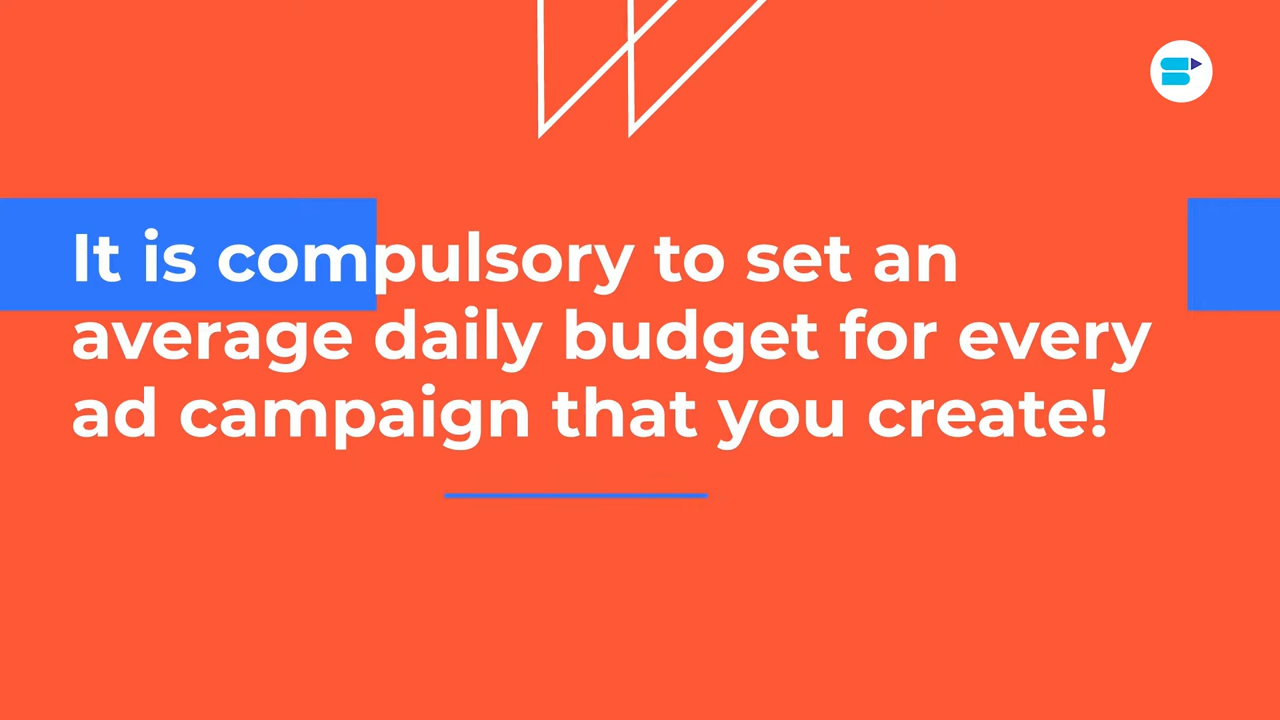 It is compulsory to set an
average daily budget for every
ad campaign that you create!